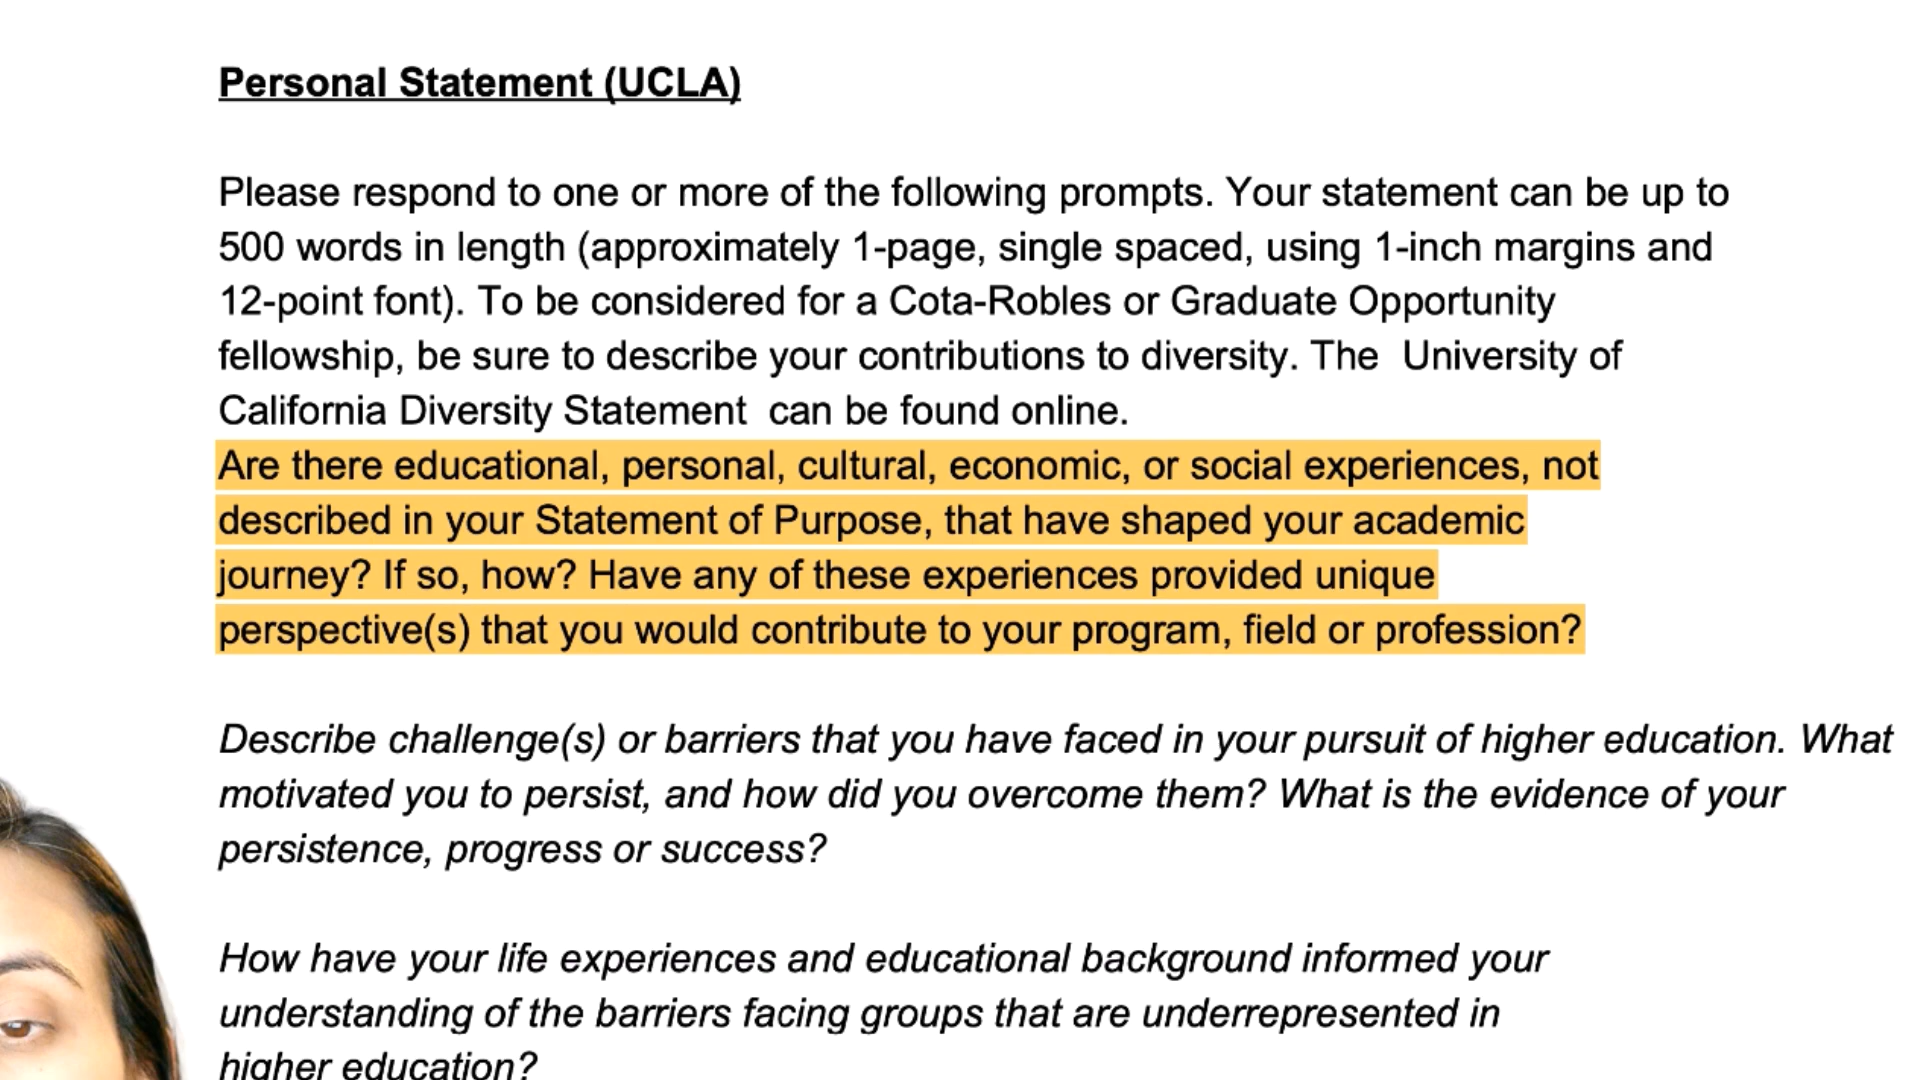 Personal Statement (UCLA)
Please respond to one or more of the following prompts. Your statement can be up to
500 words in length (approximately 1-page, single spaced, using 1-inch margins and
12-point font). To be considered for a Cota-Robles or Graduate Opportunity
fellowship, be sure to describe your contributions to diversity. The  University of
California Diversity Statement  can be found online.
Are there educational, personal, cultural, economic, or social experiences, not
described in your Statement of Purpose, that have shaped your academic
journey? If so, how? Have any of these experiences provided unique
perspective(s) that you would contribute to your program, field or profession?
Describe challenge(s) or barriers that you have faced in your pursuit of higher education. What
motivated you to persist, and how did you overcome them? What is the evidence of your
persistence, progress or success?
How have your life experiences and educational background informed your
understanding of the barriers facing groups that are underrepresented in
higher education?